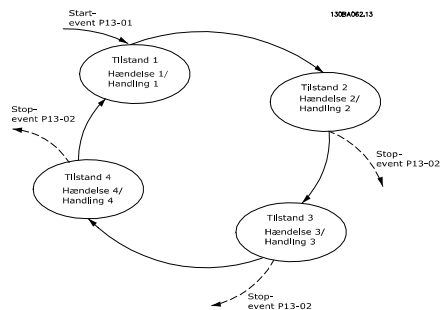 Start-
event P13-01
130BA062.13
Tilstand 1
Hændelse 1/
Handling 1
Tilstand 2
Hændelse 2/
Handling 2
Stop-
event P13-02
Stop-
event P13-02
Tilstand 4
Hændelse 4/
Handling 4
Tilstand 3
Hændelse 3/
Handling 3
Stop-
event P13-02